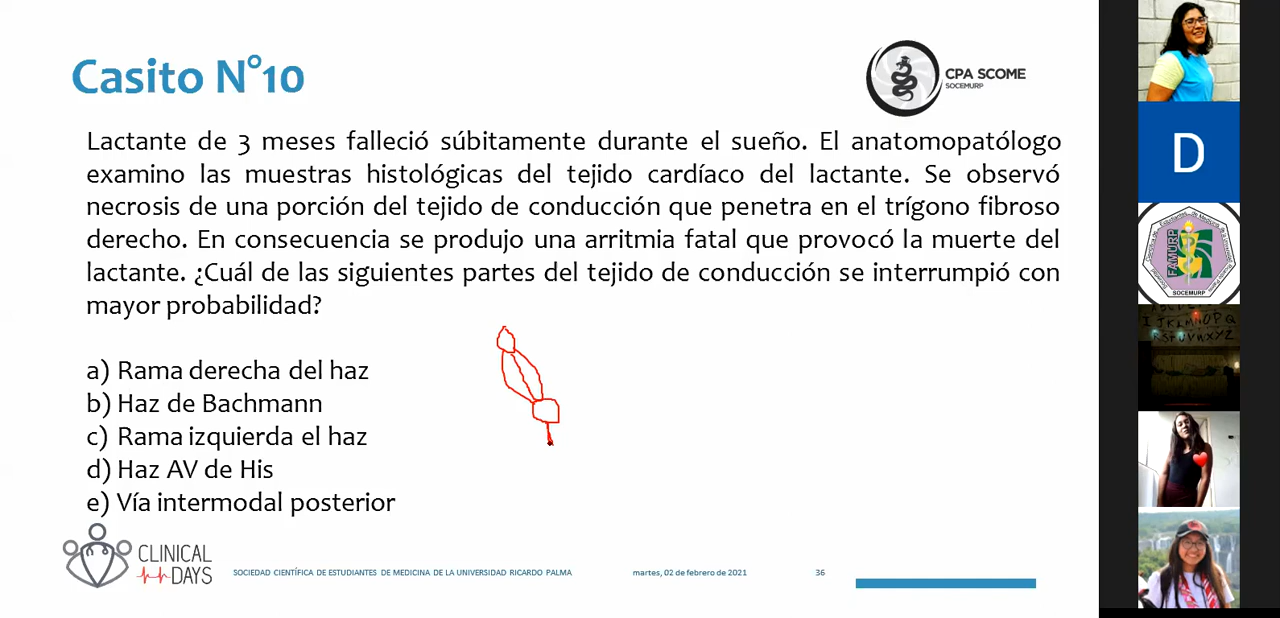 Casito N°10
CPA SCOME
SOCEMURP
Lactante de 3 meses falleció súbitamente durante el sueño. El anatomopatólogo
examino las muestras histológicas del tejido cardíaco del lactante. Se observó
necrosis de una porción del tejido de conducción que penetra en el trígono fibroso
derecho. En consecuencia se produjo una arritmia fatal que provocó la muerte del
lactante. ¿Cuál de las siguientes partes del tejido de conducción se interrumpió con
mayor probabilidad?
a) Rama derecha del haz
b) Haz de Bachmann
c) Rama izquierda el haz
d) Haz AV de His
e) Vía intermodal posterior
CLINICAL
DAYS
SOCIEDAD CIENTÍFICA DE ESTUDIANTES DE MEDICINA DE LA UNIVERSIDAD RICARDO PALMA
martes, 02 de febrero de 2021
36
D
FAMURP
SOCEMURP